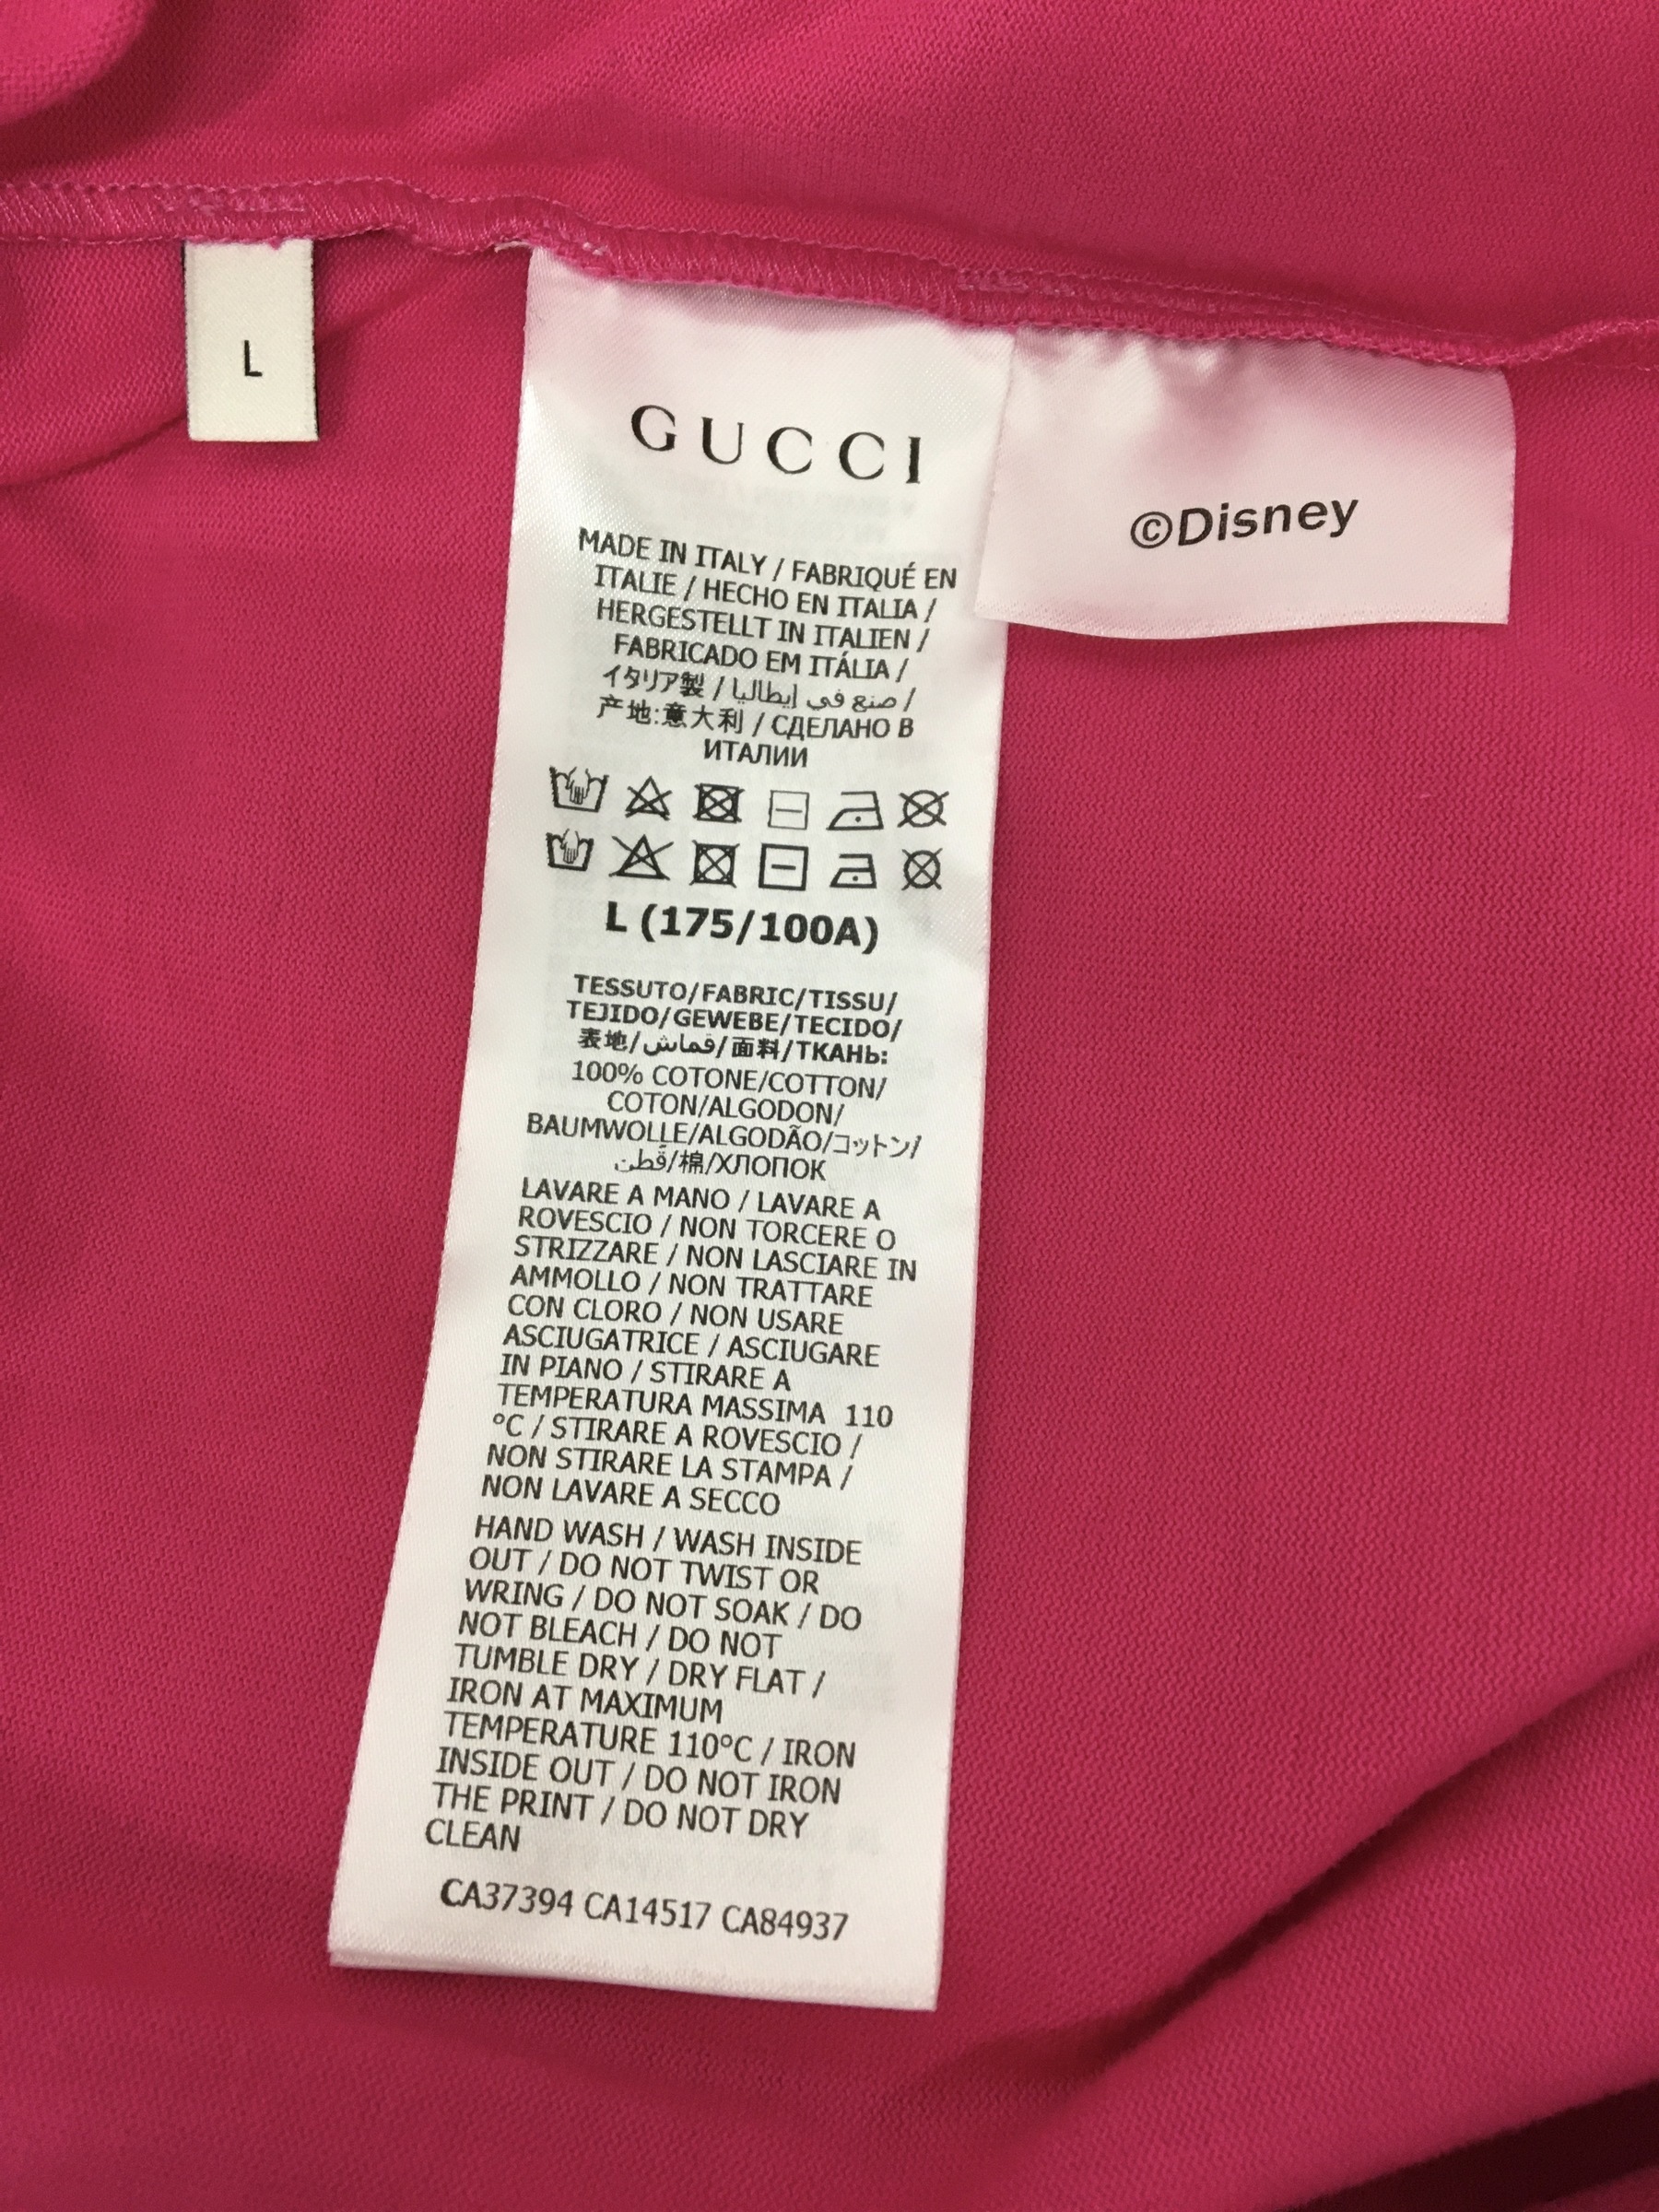 L
GUCCI
©Disney
MADE IN ITALY / FABRIQUÉ EN
ITALIE / HECHO EN ITALIA /
HERGESTELLT IN ITALIEN /
FABRICADO EM ITÁLIA /
イタリア製 / صنع في إيطاليا /
产地:意大利 / СДЕЛАНО В
ИТАЛИИ
L (175/100A)
TESSUTO/FABRIC/TISSU/
TEJIDO/GEWEBE/TECIDO/
表地/قماش/面料/ТКАНЬ:
100% COTONE/COTTON/
COTON/ALGODON/
BAUMWOLLE/ALGODÃO/コットン/
قطن/棉/ХЛОПОК
LAVARE A MANO / LAVARE A
ROVESCIO / NON TORCERE O
STRIZZARE / NON LASCIARE IN
AMMOLLO / NON TRATTARE
CON CLORO / NON USARE
ASCIUGATRICE / ASCIUGARE
IN PIANO / STIRARE A
TEMPERATURA MASSIMA 110
°C / STIRARE A ROVESCIO /
NON STIRARE LA STAMPA /
NON LAVARE A SECCO
HAND WASH / WASH INSIDE
OUT / DO NOT TWIST OR
WRING / DO NOT SOAK / DO
NOT BLEACH / DO NOT
TUMBLE DRY / DRY FLAT /
IRON AT MAXIMUM
TEMPERATURE 110°C / IRON
INSIDE OUT / DO NOT IRON
THE PRINT / DO NOT DRY
CLEAN
CA37394 CA14517 CA84937